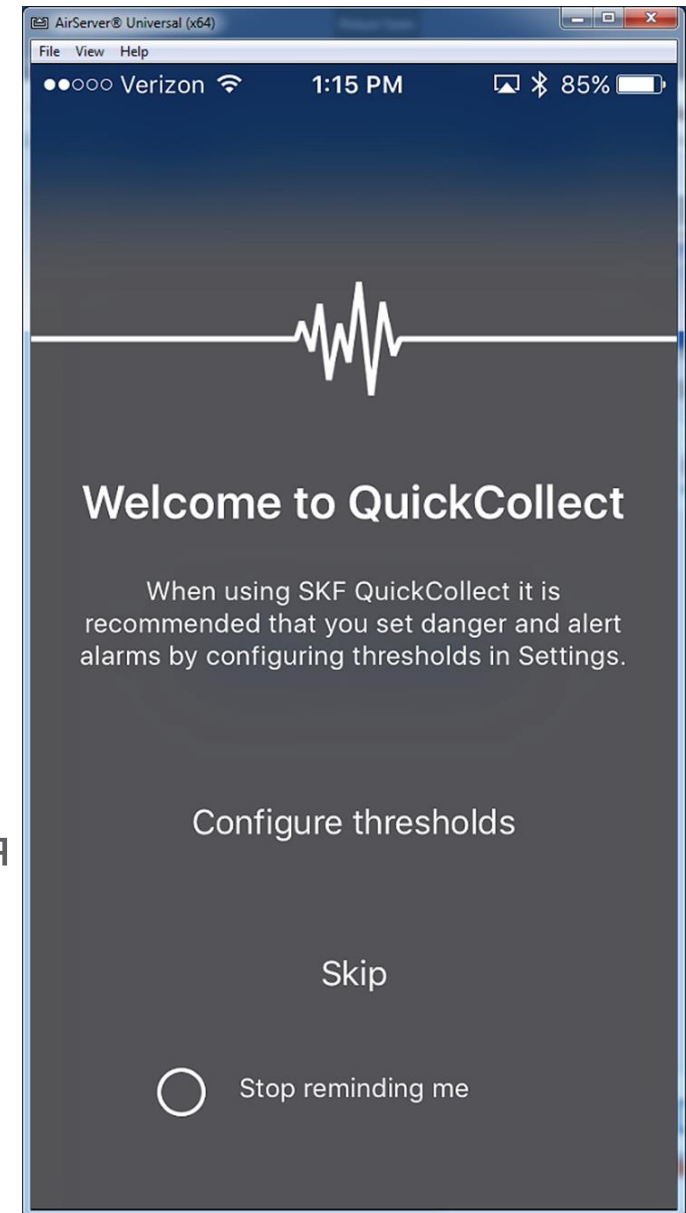 AirServer® Universal (x64)
File View Help
Verizon 1:15 PM 85%
Welcome to QuickCollect
When using SKF QuickCollect it is
recommended that you set danger and alert
alarms by configuring thresholds in Settings.
Configure thresholds
Skip
Stop reminding me